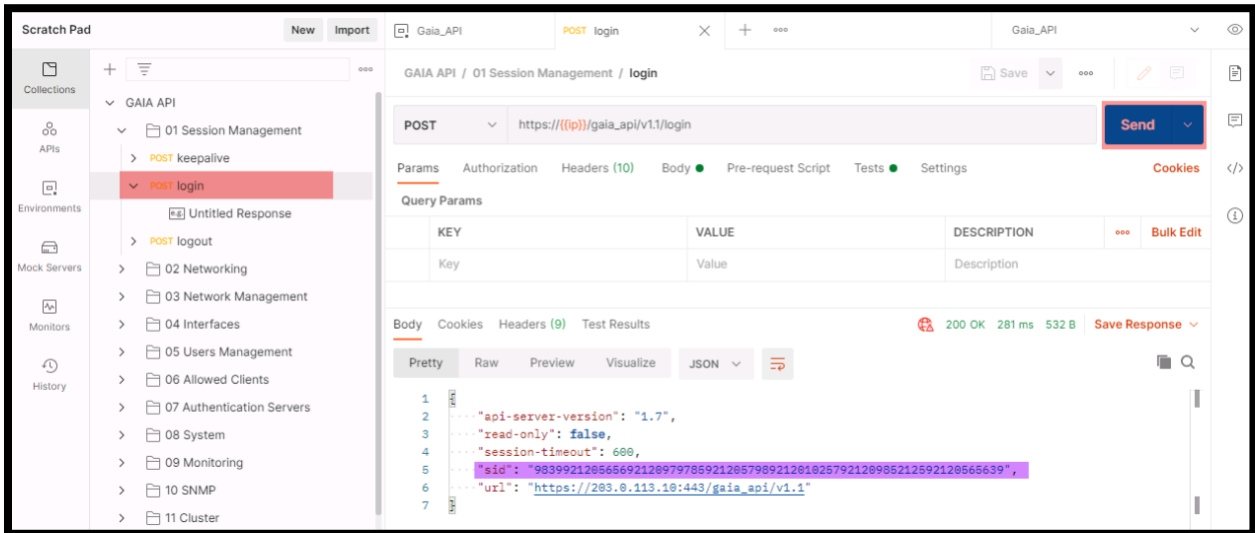 Scratch Pad New Import
Gaia_API POST login Gaia_API
Collections
APIs
Environments
Mock Servers
Monitors
History
GAIA API
01 Session Management
POST keepalive
POST login
e.g. Untitled Response
POST logout
02 Networking
03 Network Management
04 Interfaces
05 Users Management
06 Allowed Clients
07 Authentication Servers
08 System
09 Monitoring
10 SNMP
11 Cluster
GAIA API / 01 Session Management / login Save
POST https://{{ip}}/gaia_api/v1.1/login Send
Params Authorization Headers (10) Body Pre-request Script Tests Settings Cookies
Query Params
KEY VALUE DESCRIPTION Bulk Edit
Key Value Description
Body Cookies Headers (9) Test Results 200 OK 281 ms 532 B Save Response
Pretty Raw Preview Visualize JSON
1 {
2 "api-server-version": "1.7",
3 "read-only": false,
4 "session-timeout": 600,
5 "sid":
6 "url": "https://203.0.113.10:443/gaia_api/v1.1"
7 }